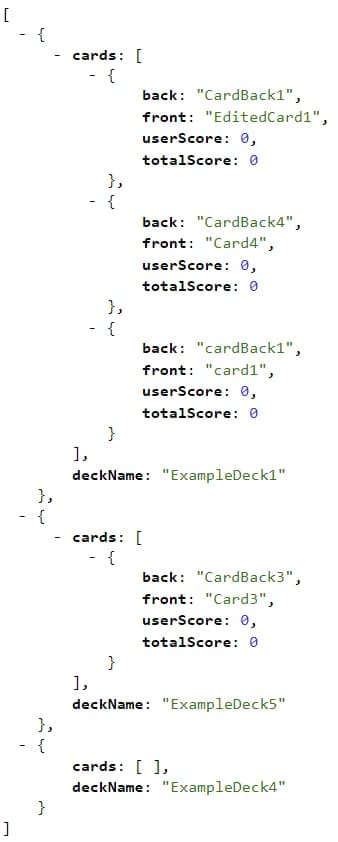 [
- {
- cards: [
- {
back: "CardBack1",
front: "EditedCard1",
userScore: 0,
totalScore: 0
},
- {
back: "CardBack4",
front: "Card4",
userScore: 0,
totalScore: 0
},
- {
back: "cardBack1",
front: "card1",
userScore: 0,
totalScore: 0
}
],
deckName: "ExampleDeck1"
},
- {
- cards: [
- {
back: "CardBack3",
front: "Card3",
userScore: 0,
totalScore: 0
}
],
deckName: "ExampleDeck5"
},
- {
cards: [ ],
deckName: "ExampleDeck4"
}
]